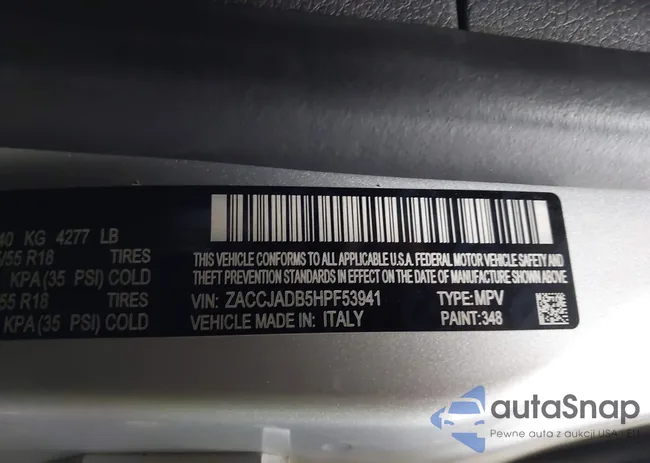 40 KG 4277 LB
/55 R18 TIRES
KPA (35 PSI) COLD
55 R18 TIRES
KPA (35 PSI) COLD
THIS VEHICLE CONFORMS TO ALL APPLICABLE U.S.A. FEDERAL MOTOR VEHICLE SAFETY AND
THEFT PREVENTION STANDARDS IN EFFECT ON THE DATE OF MANUFACTURE SHOWN ABOVE.
VIN: ZACCJADB5HPF53941 TYPE: MPV
VEHICLE MADE IN: ITALY PAINT: 348
autaSnap
Pewne auta z aukcji USA i EU